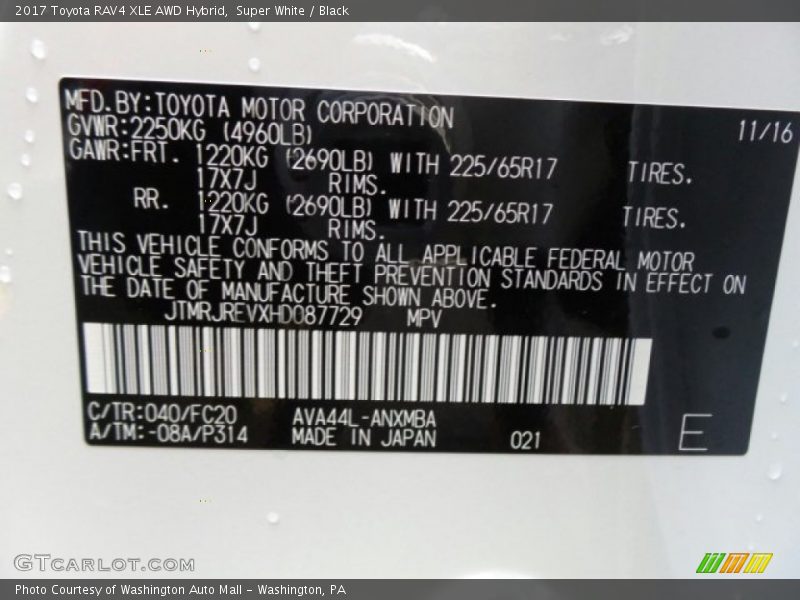 2017 Toyota RAV4 XLE AWD Hybrid,  Super White / Black
MFD.BY:TOYOTA MOTOR CORPORATION 11/16
GVWR:2250KG (4960LB)
GAWR:FRT. 1220KG (2690LB) WITH 225/65R17 TIRES.
17X7J RIMS.
RR. 1220KG (2690LB) WITH 225/65R17 TIRES.
17X7J RIMS.
THIS VEHICLE CONFORMS TO ALL APPLICABLE FEDERAL MOTOR
VEHICLE SAFETY AND THEFT PREVENTION STANDARDS IN EFFECT ON
THE DATE OF MANUFACTURE SHOWN ABOVE.
JTMRJREVXHD087729 MPV
C/TR:040/FC20 AVA44L-ANXMBA
A/TM:-08A/P314 MADE IN JAPAN 021 E
GTCARLOT.COM
Photo Courtesy of Washington Auto Mall - Washington, PA